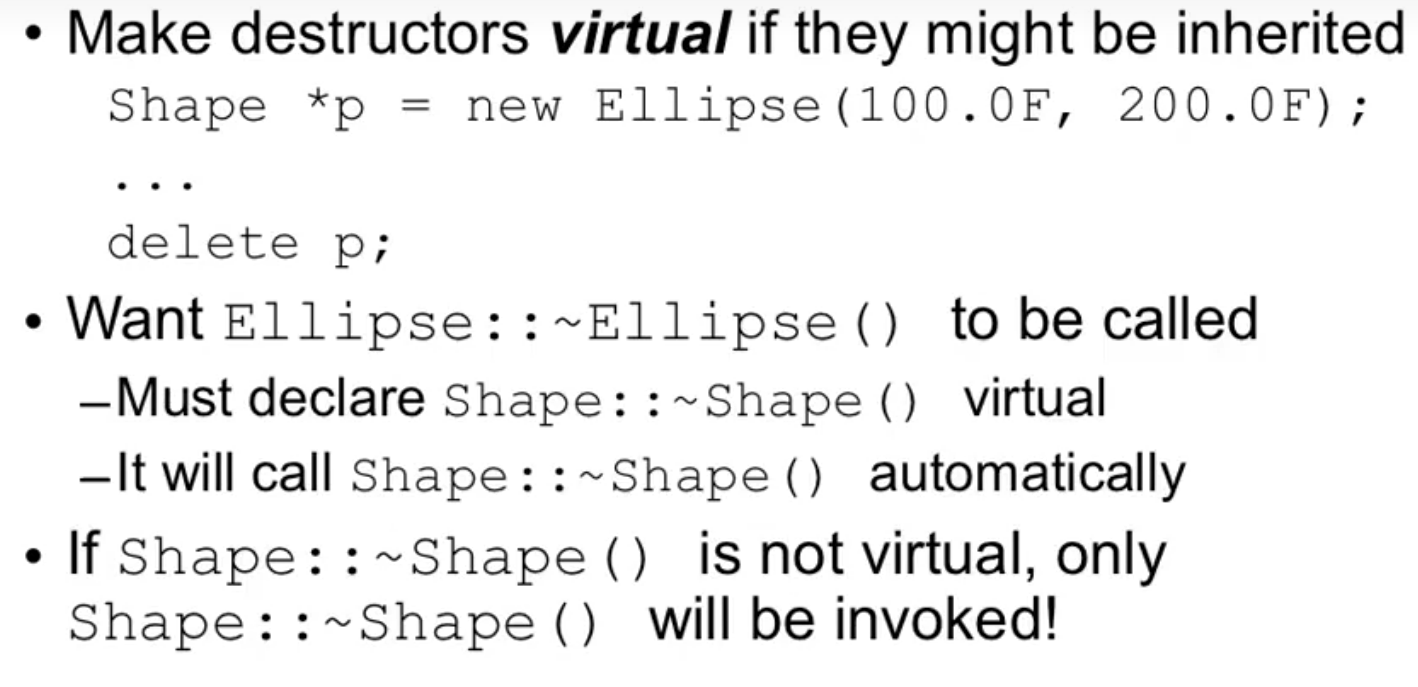 • Make destructors virtual if they might be inherited
Shape *p = new Ellipse(100.0F, 200.0F);
...
delete p;
• Want Ellipse::~Ellipse() to be called
–Must declare Shape::~Shape() virtual
–It will call Shape::~Shape() automatically
• If Shape::~Shape() is not virtual, only
Shape::~Shape() will be invoked!